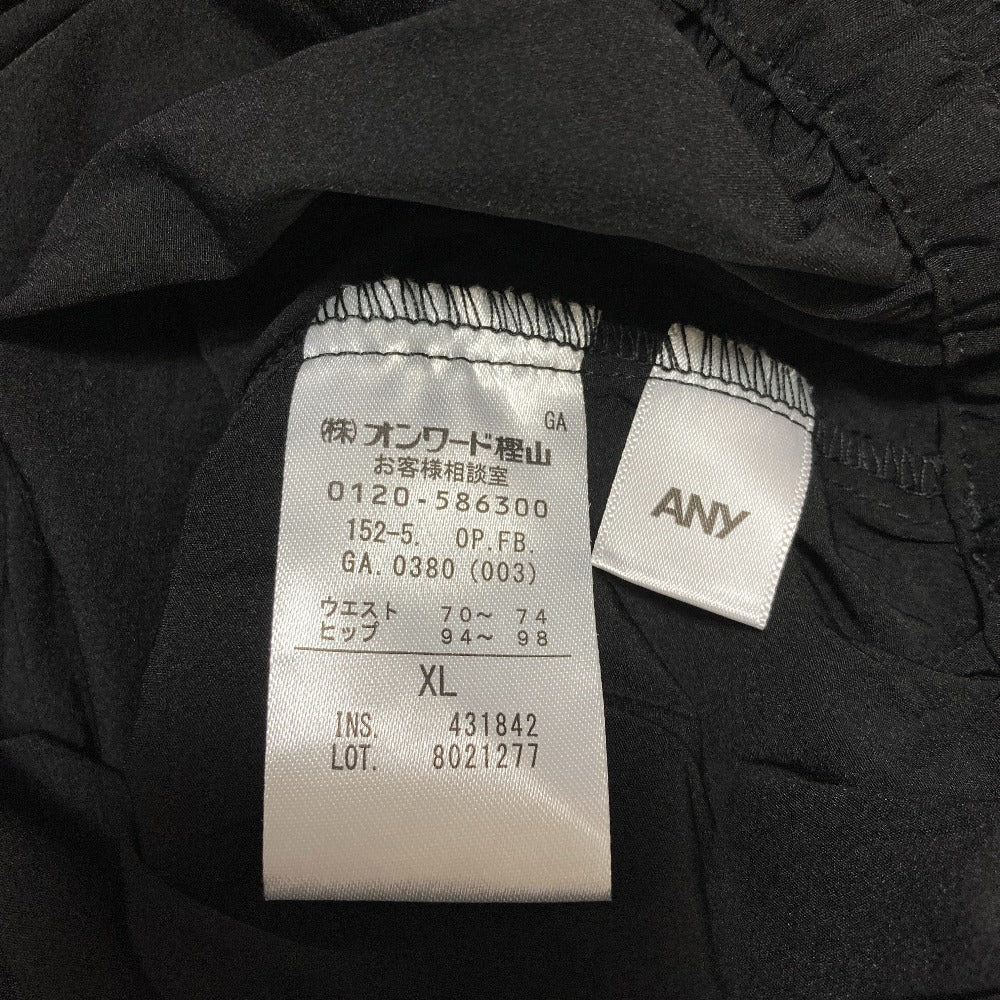 GA
(株)オンワード樫山
お客様相談室
0120-586300
152-5. OP.FB.
GA. 0380 (003)
ウエスト 70～ 74
ヒップ 94～ 98
XL
INS. 431842
LOT. 8021277
ANY